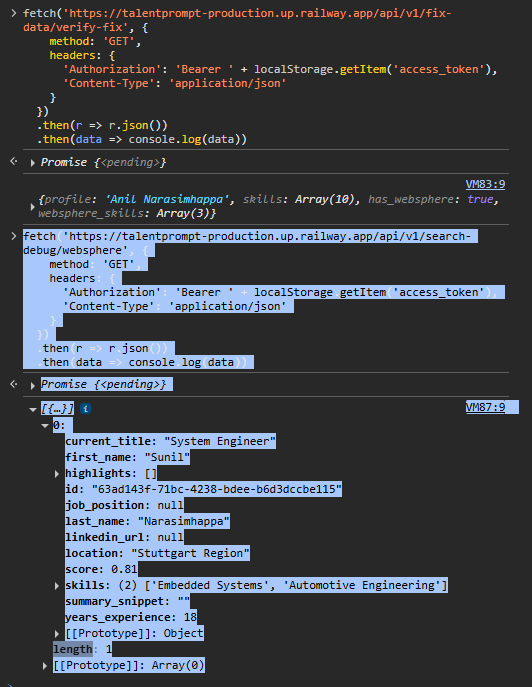 fetch('https://talentprompt-production.up.railway.app/api/v1/fix-
data/verify-fix', {
method: 'GET',
headers: {
'Authorization': 'Bearer ' + localStorage.getItem('access_token'),
'Content-Type': 'application/json'
}
})
.then(r => r.json())
.then(data => console.log(data))
Promise {<pending>}
VM83:9
{profile: 'Anil Narasimhappa', skills: Array(10), has_websphere: true,
websphere_skills: Array(3)}
fetch('https://talentprompt-production.up.railway.app/api/v1/search-
debug/websphere', {
method: 'GET',
headers: {
'Authorization': 'Bearer ' + localStorage.getItem('access_token'),
'Content-Type': 'application/json'
}
})
.then(r => r.json())
.then(data => console.log(data))
Promise {<pending>}
[{…}] i VM87:9
0:
current_title: "System Engineer"
first_name: "Sunil"
highlights: []
id: "63ad143f-71bc-4238-bdee-b6d3dccbe115"
job_position: null
last_name: "Narasimhappa"
linkedin_url: null
location: "Stuttgart Region"
score: 0.81
skills: (2) ['Embedded Systems', 'Automotive Engineering']
summary_snippet: ""
years_experience: 18
[[Prototype]]: Object
length: 1
[[Prototype]]: Array(0)